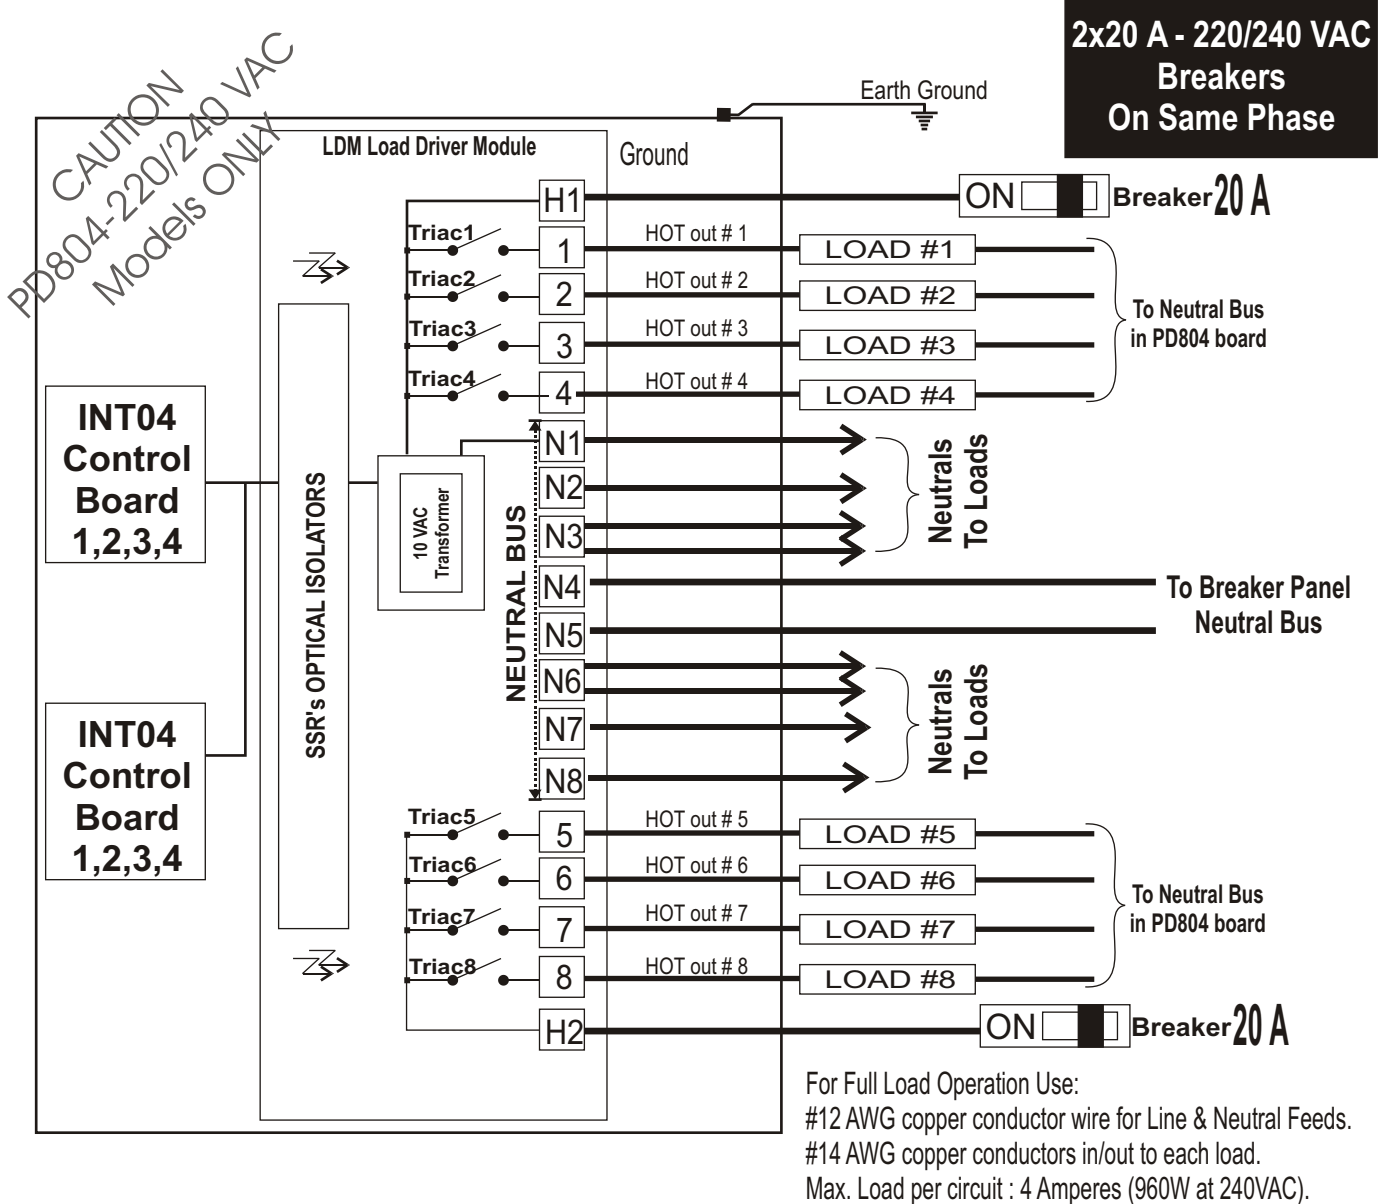 2x20 A - 220/240 VAC
Breakers
On Same Phase
CAUTION
PD804-220/240 VAC
Models ONLY
Earth Ground
LDM Load Driver Module
Ground
H1
ON
Breaker 20 A
Triac1
1
HOT out # 1
LOAD #1
Triac2
2
HOT out # 2
LOAD #2
To Neutral Bus
in PD804 board
Triac3
3
HOT out # 3
LOAD #3
Triac4
4
HOT out # 4
LOAD #4
INT04
Control
Board
1,2,3,4
SSR's OPTICAL ISOLATORS
10 VAC
Transformer
NEUTRAL BUS
N1
N2
N3
Neutrals
To Loads
N4
N5
To Breaker Panel
Neutral Bus
N6
N7
N8
Neutrals
To Loads
INT04
Control
Board
1,2,3,4
Triac5
5
HOT out # 5
LOAD #5
Triac6
6
HOT out # 6
LOAD #6
To Neutral Bus
in PD804 board
Triac7
7
HOT out # 7
LOAD #7
Triac8
8
HOT out # 8
LOAD #8
H2
ON
Breaker 20 A
For Full Load Operation Use:
#12 AWG copper conductor wire for Line & Neutral Feeds.
#14 AWG copper conductors in/out to each load.
Max. Load per circuit : 4 Amperes (960W at 240VAC).